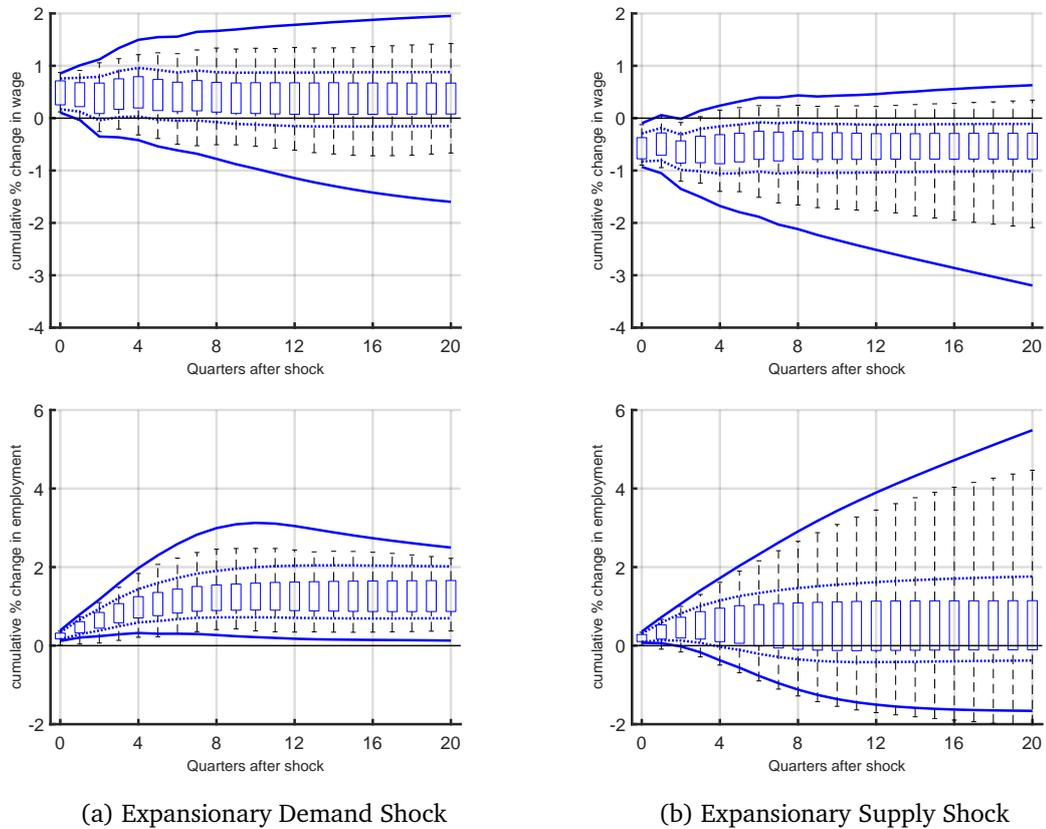 cumulative % change in wage
2
1
0
-1
-2
-3
-4
0 4 8 12 16 20
Quarters after shock
cumulative % change in wage
2
1
0
-1
-2
-3
-4
0 4 8 12 16 20
Quarters after shock
cumulative % change in employment
6
4
2
0
-2
0 4 8 12 16 20
Quarters after shock
cumulative % change in employment
6
4
2
0
-2
0 4 8 12 16 20
Quarters after shock
(a) Expansionary Demand Shock
(b) Expansionary Supply Shock